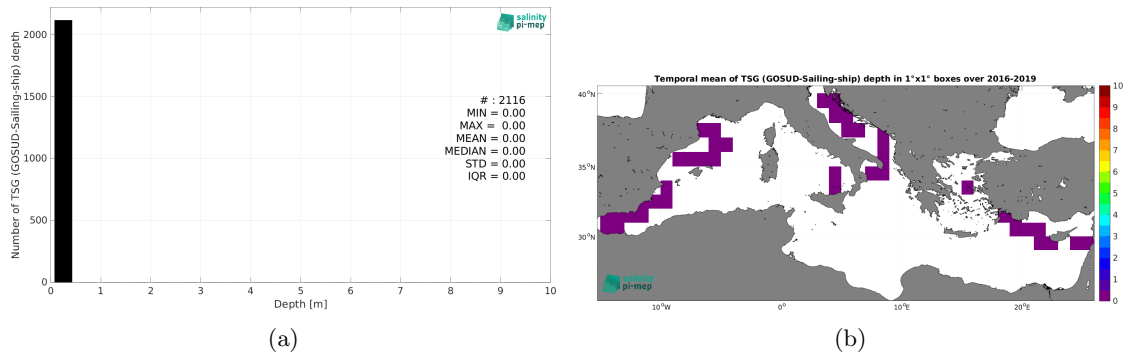 2000
1500
1000
500
0
Number of TSG (GOSUD-Sailing-ship) depth
salinity
pi-mep
# : 2116
MIN = 0.00
MAX = 0.00
MEAN = 0.00
MEDIAN = 0.00
STD = 0.00
IQR = 0.00
0 1 2 3 4 5 6 7 8 9 10
Depth [m]
(a)
Temporal mean of TSG (GOSUD-Sailing-ship) depth in 1°x1° boxes over 2016-2019
40°N
35°N
30°N
salinity
pi-mep
10°W 0° 10°E 20°E
10
9
8
7
6
5
4
3
2
1
0
(b)